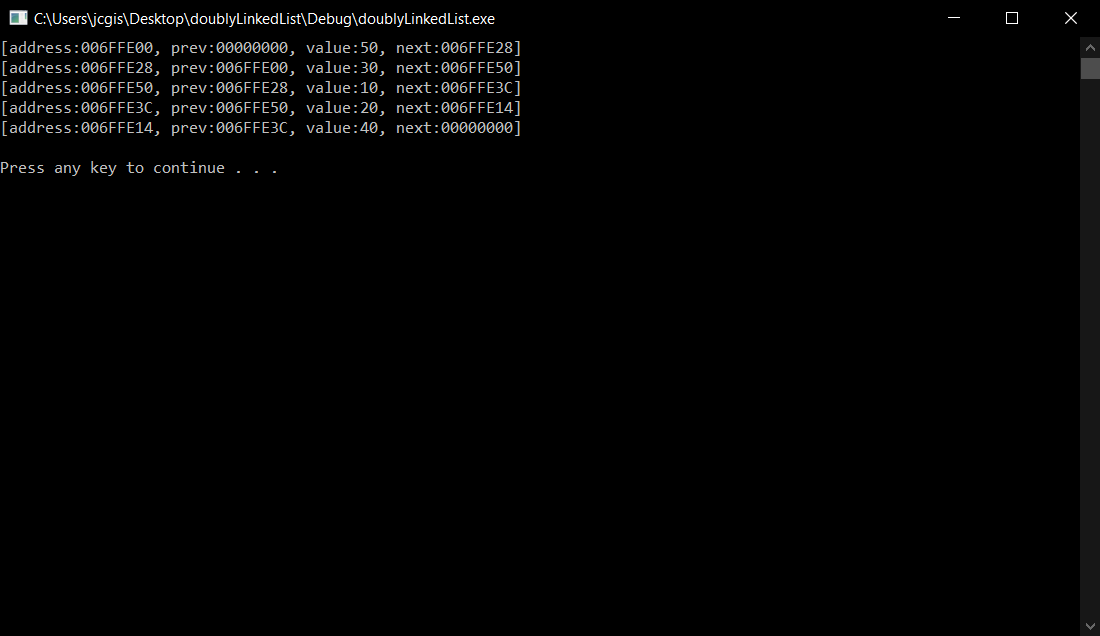 C:\Users\jcgis\Desktop\doublyLinkedList\Debug\doublyLinkedList.exe
[address:006FFE00, prev:00000000, value:50, next:006FFE28]
[address:006FFE28, prev:006FFE00, value:30, next:006FFE50]
[address:006FFE50, prev:006FFE28, value:10, next:006FFE3C]
[address:006FFE3C, prev:006FFE50, value:20, next:006FFE14]
[address:006FFE14, prev:006FFE3C, value:40, next:00000000]
Press any key to continue . . .